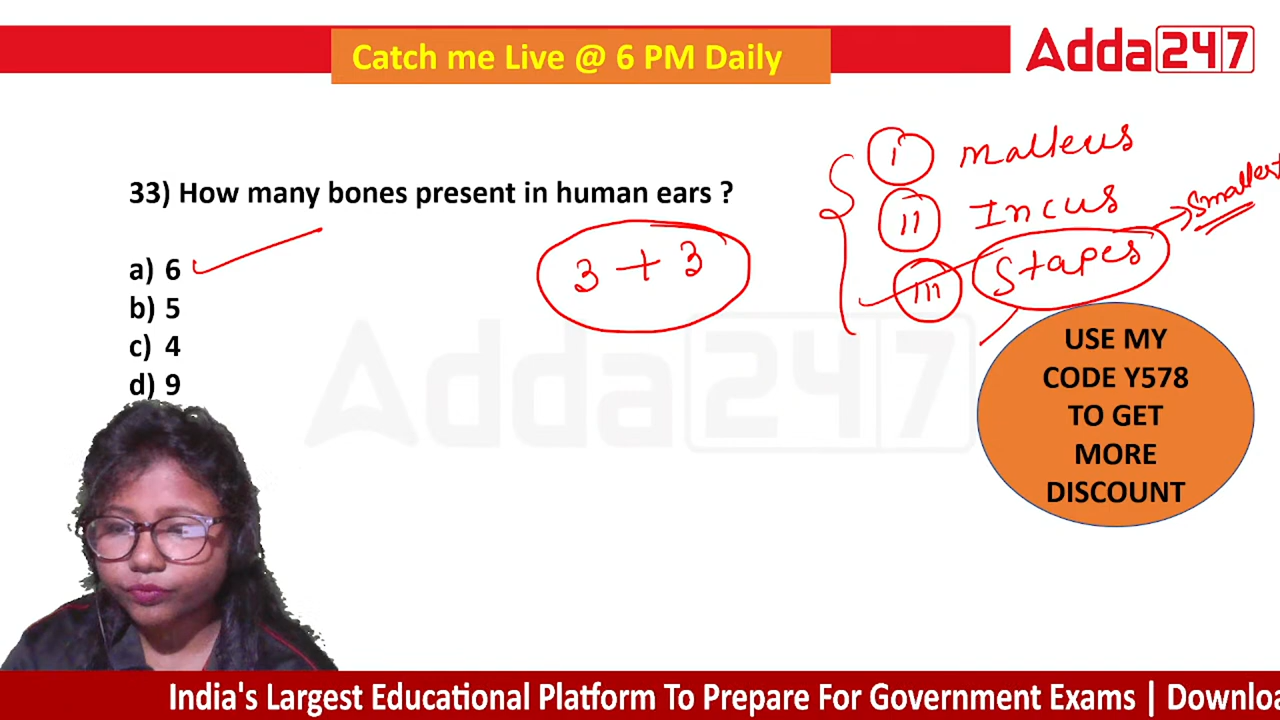 Catch me Live @ 6 PM Daily
Adda247
33) How many bones present in human ears ?
a) 6
b) 5
c) 4
d) 9
3 + 3
i Malleus
ii Incus
iii Stapes
Smallest
Adda247
USE MY
CODE Y578
TO GET
MORE
DISCOUNT
India's Largest Educational Platform To Prepare For Government Exams | Downloa